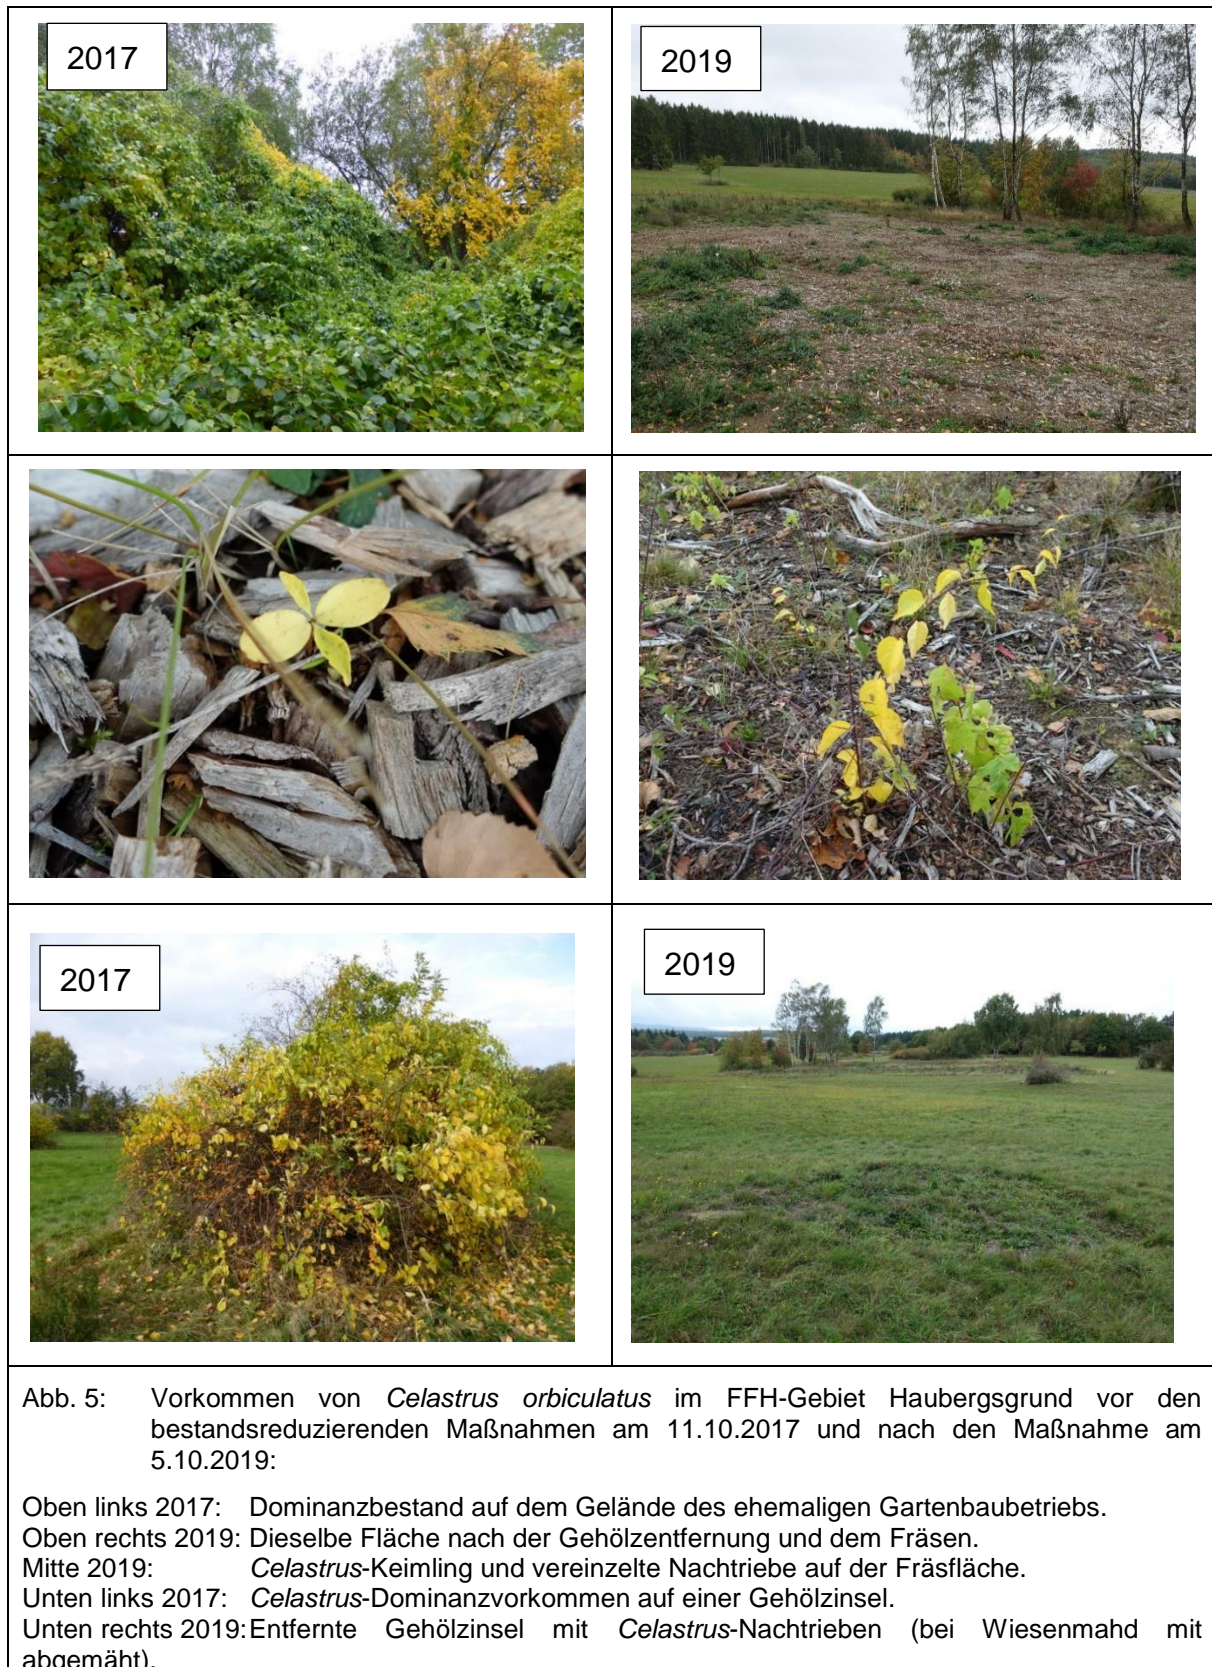 2017
2019
2017
2019
Abb. 5: Vorkommen von Celastrus orbiculatus im FFH-Gebiet Haubergsgrund vor den
bestandsreduzierenden Maßnahmen am 11.10.2017 und nach den Maßnahme am
5.10.2019:
Oben links 2017: Dominanzbestand auf dem Gelände des ehemaligen Gartenbaubetriebs.
Oben rechts 2019: Dieselbe Fläche nach der Gehölzentfernung und dem Fräsen.
Mitte 2019: Celastrus-Keimling und vereinzelte Nachtriebe auf der Fräsfläche.
Unten links 2017: Celastrus-Dominanzvorkommen auf einer Gehölzinsel.
Unten rechts 2019: Entfernte Gehölzinsel mit Celastrus-Nachtrieben (bei Wiesenmahd mit
abgemäht).